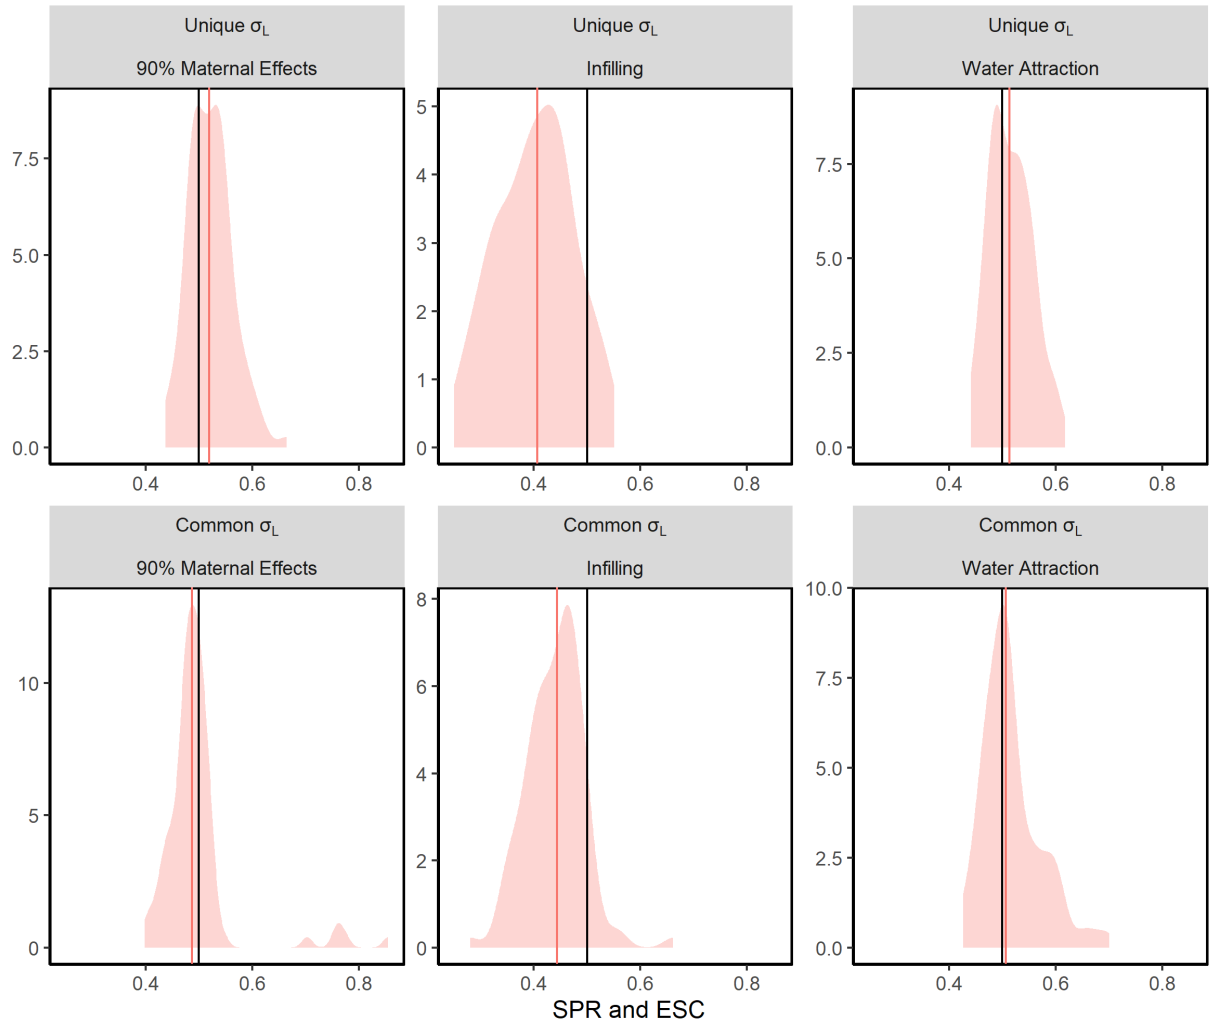 Unique σL Unique σL Unique σL
90% Maternal Effects Infilling Water Attraction
7.5
5.0
2.5
0.0
0.4 0.6 0.8
5
4
3
2
1
0
0.4 0.6 0.8
7.5
5.0
2.5
0.0
0.4 0.6 0.8
Common σL Common σL Common σL
90% Maternal Effects Infilling Water Attraction
10
5
0
0.4 0.6 0.8
8
6
4
2
0
0.4 0.6 0.8
10.0
7.5
5.0
2.5
0.0
0.4 0.6 0.8
SPR and ESC